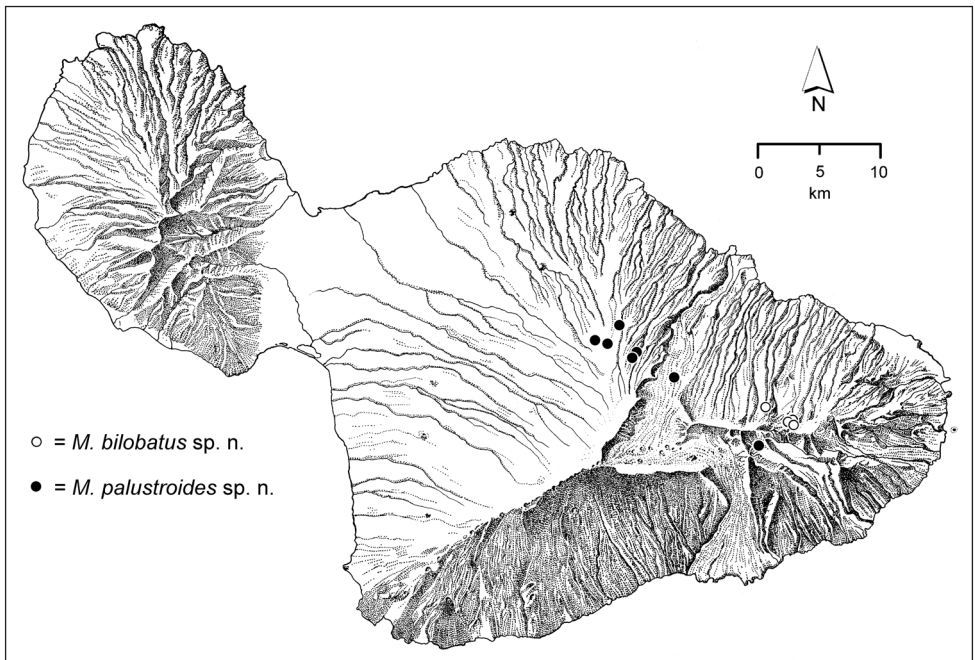 N
0 5 10
km
○ = M. bilobatus sp. n.
● = M. palustroides sp. n.